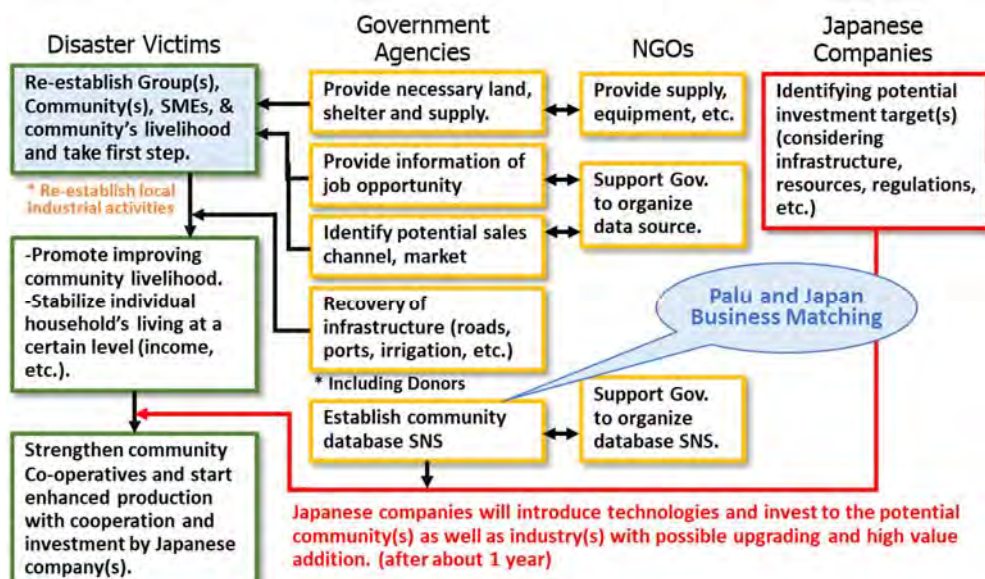 Disaster Victims
Government
Agencies
NGOs
Japanese
Companies
Re-establish Group(s),
Community(s), SMEs, &
community's livelihood
and take first step.
Provide necessary land,
shelter and supply.
Provide supply,
equipment, etc.
Identifying potential
investment target(s)
(considering
infrastructure,
resources, regulations,
etc.)
Provide information of
job opportunity
Support Gov.
to organize
data source.
* Re-establish local
industrial activities
Identify potential sales
channel, market
-Promote improving
community livelihood.
-Stabilize individual
household's living at a
certain level (income,
etc.).
Recovery of
infrastructure (roads,
ports, irrigation, etc.)
* Including Donors
Palu and Japan
Business Matching
Establish community
database SNS
Support Gov.
to organize
database SNS.
Strengthen community
Co-operatives and start
enhanced production
with cooperation and
investment by Japanese
company(s).
Japanese companies will introduce technologies and invest to the potential
community(s) as well as industry(s) with possible upgrading and high value
addition. (after about 1 year)